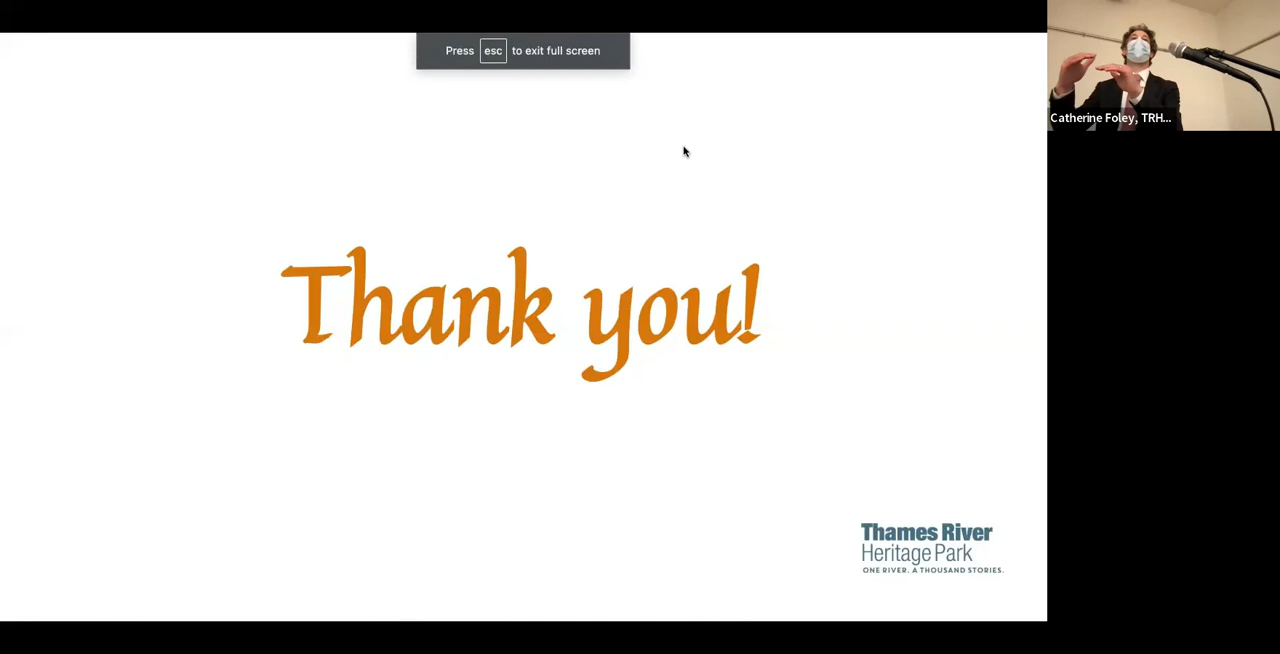 Press esc to exit full screen
Catherine Foley, TRH...
Thank you!
Thames River
Heritage Park
ONE RIVER. A THOUSAND STORIES.